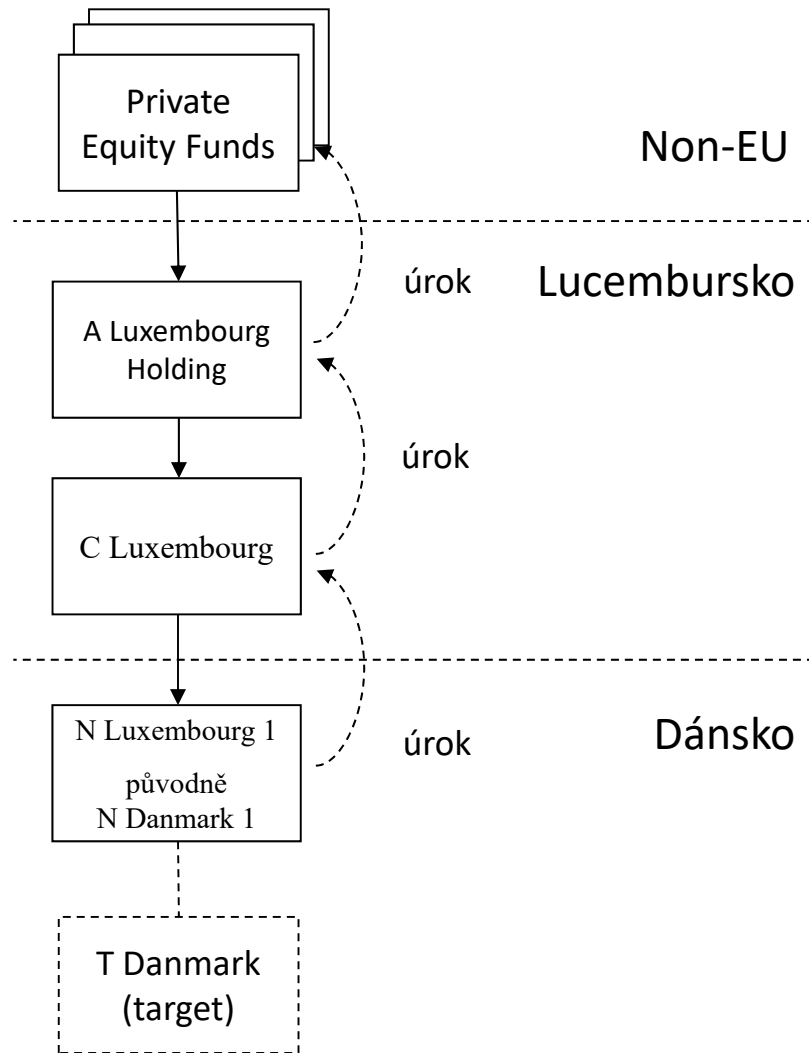 Private
Equity Funds
Non-EU
úrok
Lucembursko
A Luxembourg
Holding
úrok
C Luxembourg
N Luxembourg 1
původně
N Danmark 1
úrok
Dánsko
T Danmark
(target)